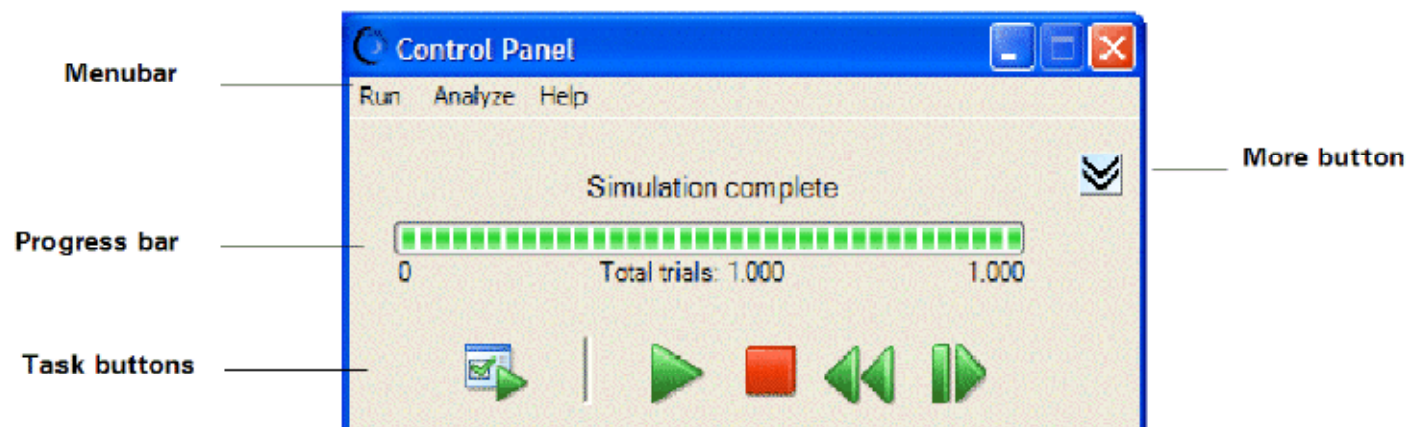 Control Panel
Menubar
Run Analyze Help
More button
Simulation complete
Progress bar
0 Total trials: 1.000 1.000
Task buttons